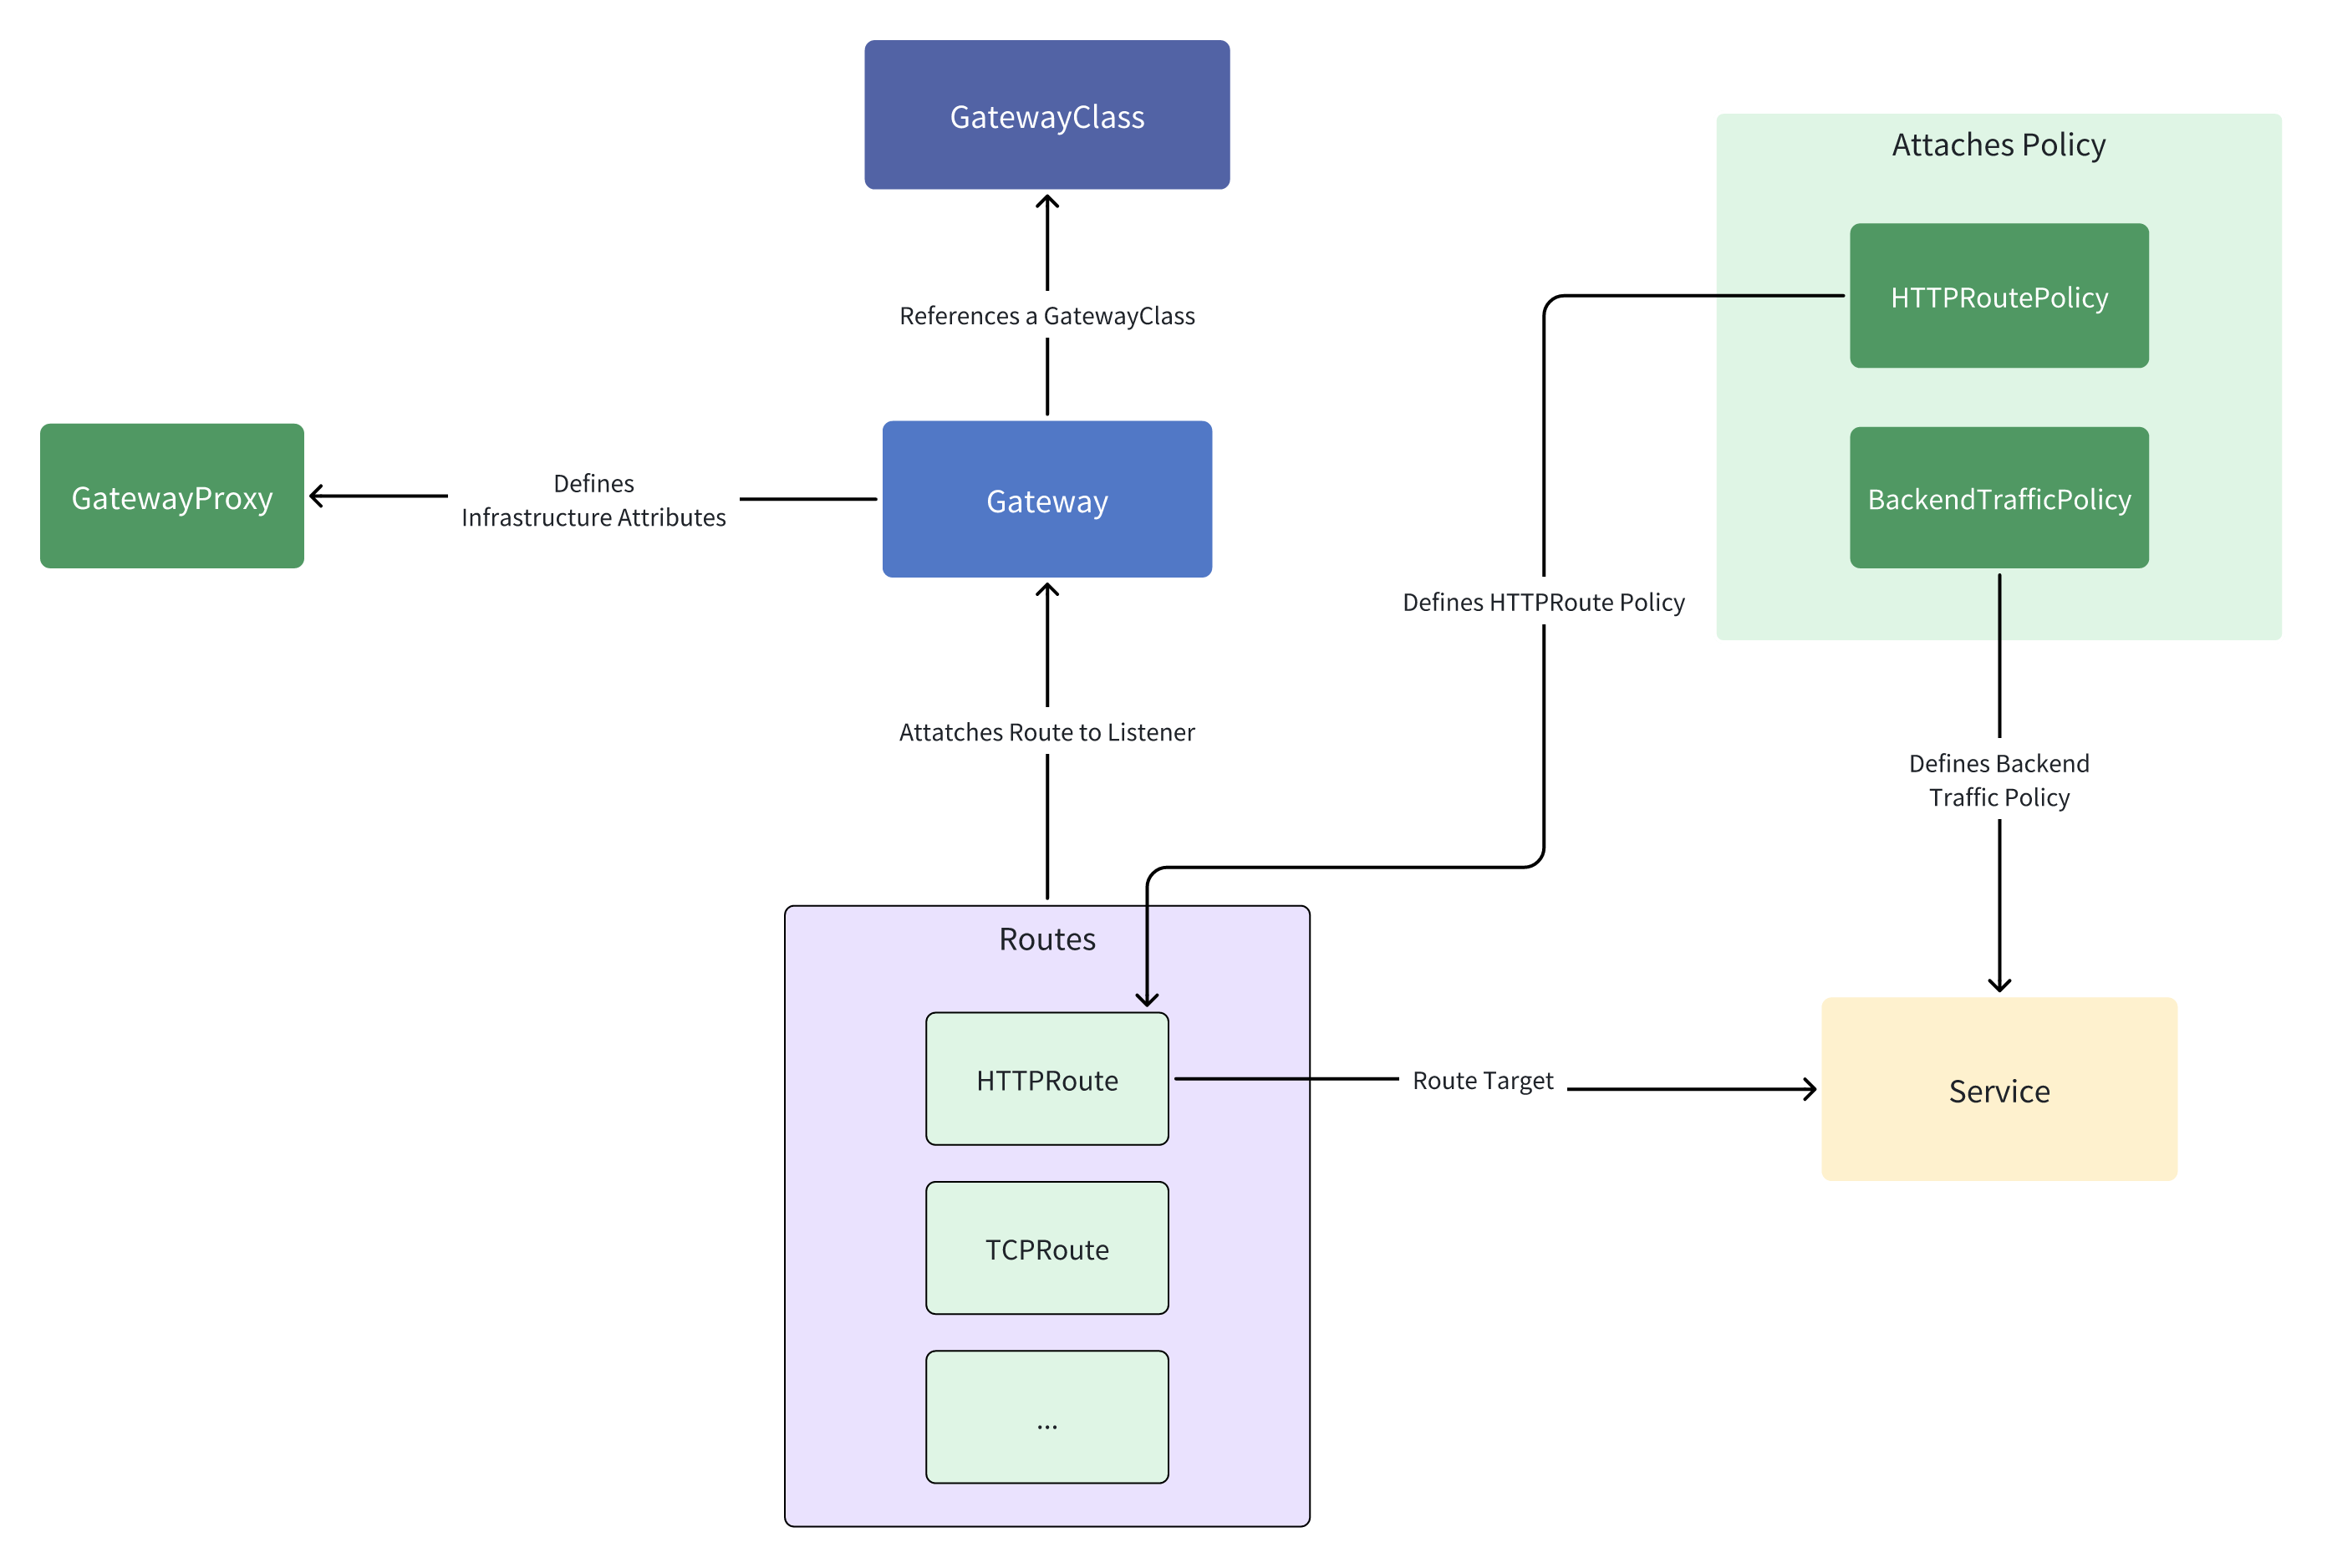 GatewayClass
Attaches Policy
HTTPRoutePolicy
References a GatewayClass
GatewayProxy
Defines
Infrastructure Attributes
Gateway
BackendTrafficPolicy
Defines HTTPRoute Policy
Attatches Route to Listener
Defines Backend
Traffic Policy
Routes
HTTPRoute
Route Target
Service
TCPRoute
...